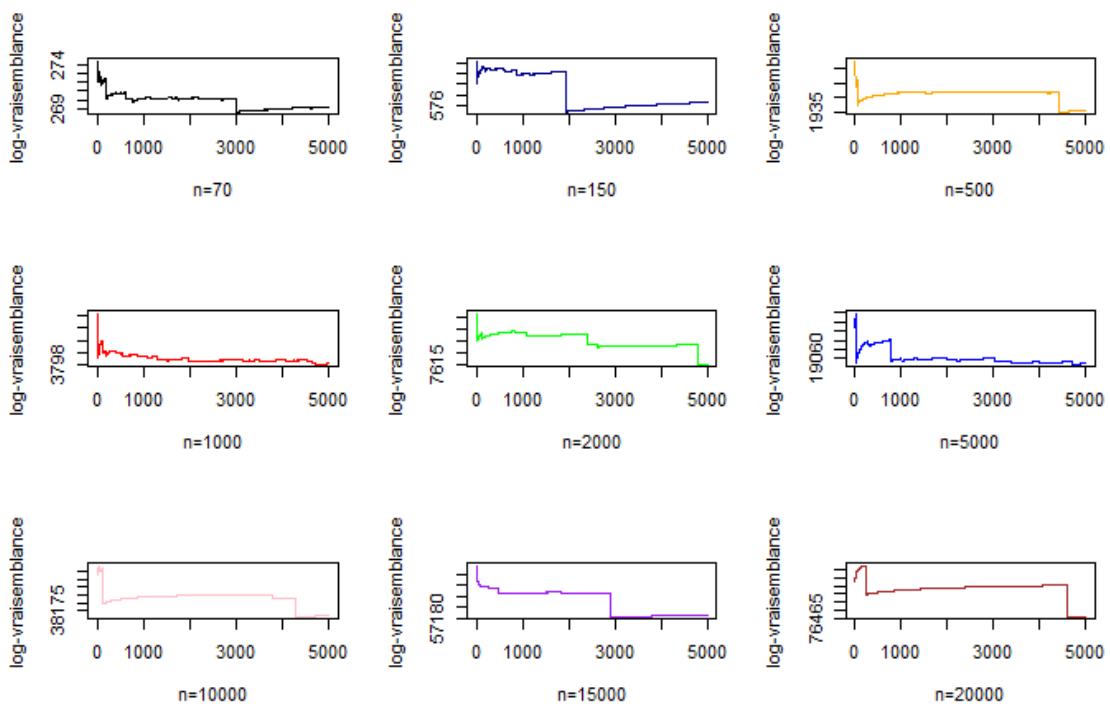 log-vraisemblance
274
269
0 1000 3000 5000
n=70
log-vraisemblance
576
0 1000 3000 5000
n=150
log-vraisemblance
1935
0 1000 3000 5000
n=500
log-vraisemblance
3798
0 1000 3000 5000
n=1000
log-vraisemblance
7615
0 1000 3000 5000
n=2000
log-vraisemblance
19060
0 1000 3000 5000
n=5000
log-vraisemblance
38175
0 1000 3000 5000
n=10000
log-vraisemblance
57180
0 1000 3000 5000
n=15000
log-vraisemblance
76465
0 1000 3000 5000
n=20000